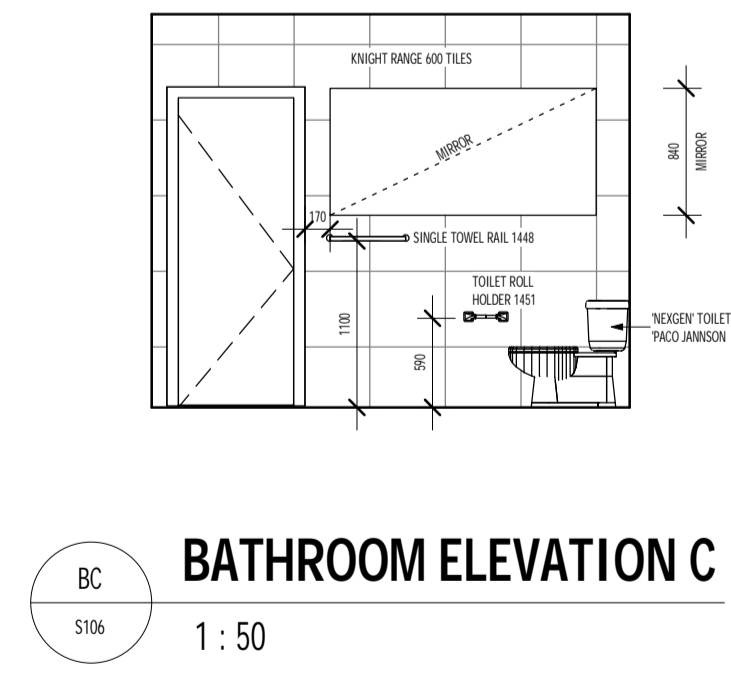 KNIGHT RANGE 600 TILES
MIRROR
840
MIRROR
170
SINGLE TOWEL RAIL 1448
TOILET ROLL
HOLDER 1451
1100
590
'NEXGEN' TOILET
'PACO JANNSON
BC
S106
BATHROOM ELEVATION C
1 : 50